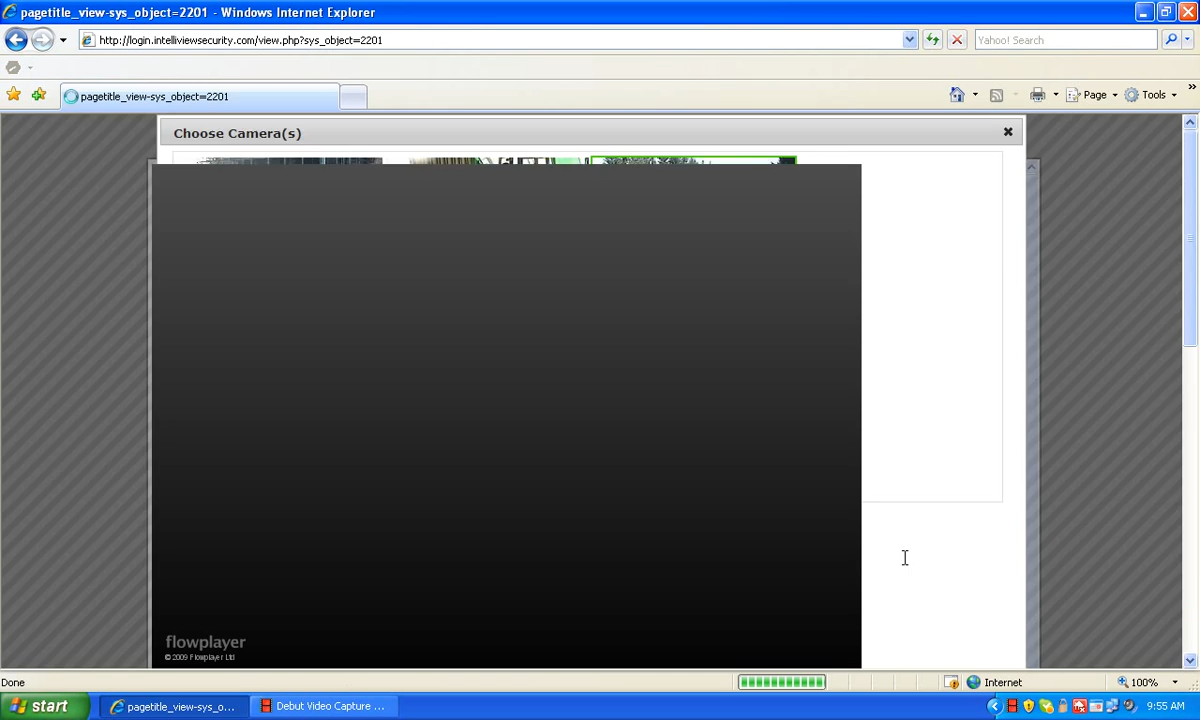 pagetitle_view-sys_object=2201 - Windows Internet Explorer
http://login.intelliviewsecurity.com/view.php?sys_object=2201
Yahoo! Search
pagetitle_view-sys_object=2201
Page
Tools
»
Choose Camera(s)
flowplayer
© 2009 Flowplayer Ltd
Done
Internet
100%
start
pagetitle_view-sys_o...
Debut Video Capture ...
9:55 AM